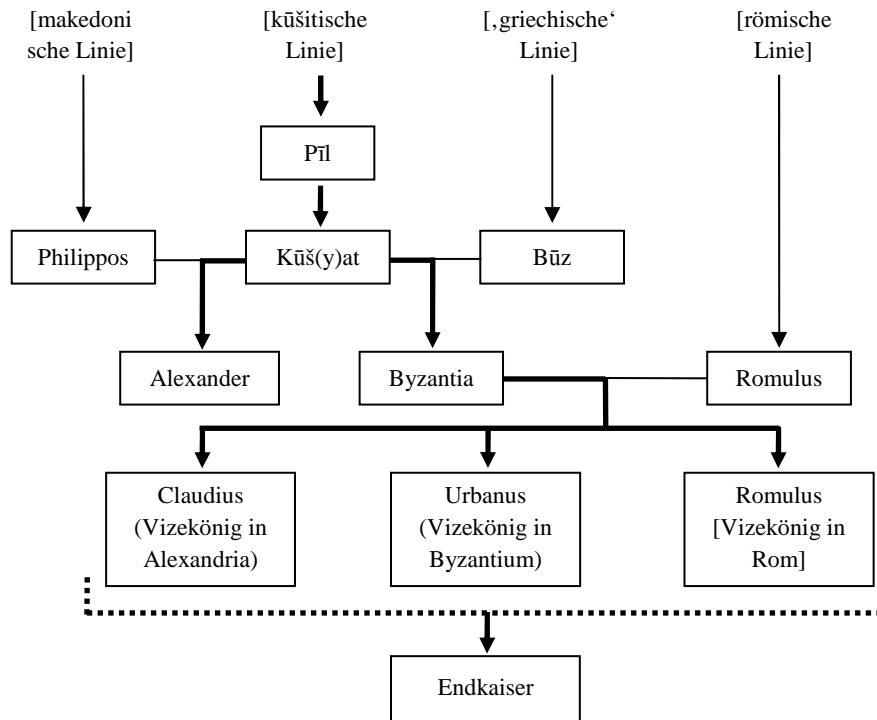 [makedoni
sche Linie]
[kūšitische
Linie]
[‚griechische‘
Linie]
[römische
Linie]
Pīl
Philippos
Kūš(y)at
Būz
Alexander
Byzantia
Romulus
Claudius
(Vizekönig in
Alexandria)
Urbanus
(Vizekönig in
Byzantium)
Romulus
[Vizekönig in
Rom]
Endkaiser